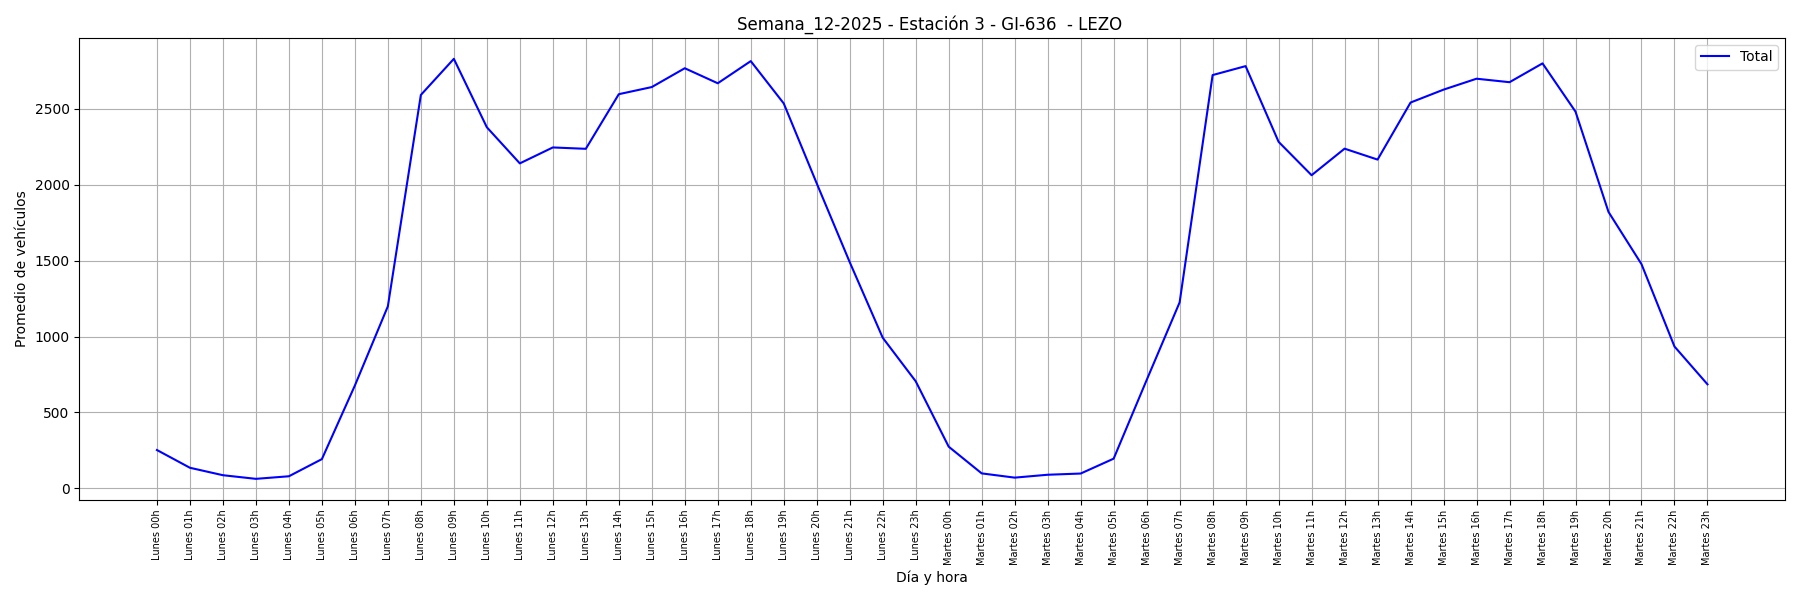 Semana_12-2025 - Estación 3 - GI-636  - LEZO
Total
Promedio de vehículos
2500
2000
1500
1000
500
0
Lunes 00h
Lunes 01h
Lunes 02h
Lunes 03h
Lunes 04h
Lunes 05h
Lunes 06h
Lunes 07h
Lunes 08h
Lunes 09h
Lunes 10h
Lunes 11h
Lunes 12h
Lunes 13h
Lunes 14h
Lunes 15h
Lunes 16h
Lunes 17h
Lunes 18h
Lunes 19h
Lunes 20h
Lunes 21h
Lunes 22h
Lunes 23h
Martes 00h
Martes 01h
Martes 02h
Martes 03h
Martes 04h
Martes 05h
Martes 06h
Martes 07h
Martes 08h
Martes 09h
Martes 10h
Martes 11h
Martes 12h
Martes 13h
Martes 14h
Martes 15h
Martes 16h
Martes 17h
Martes 18h
Martes 19h
Martes 20h
Martes 21h
Martes 22h
Martes 23h
Día y hora